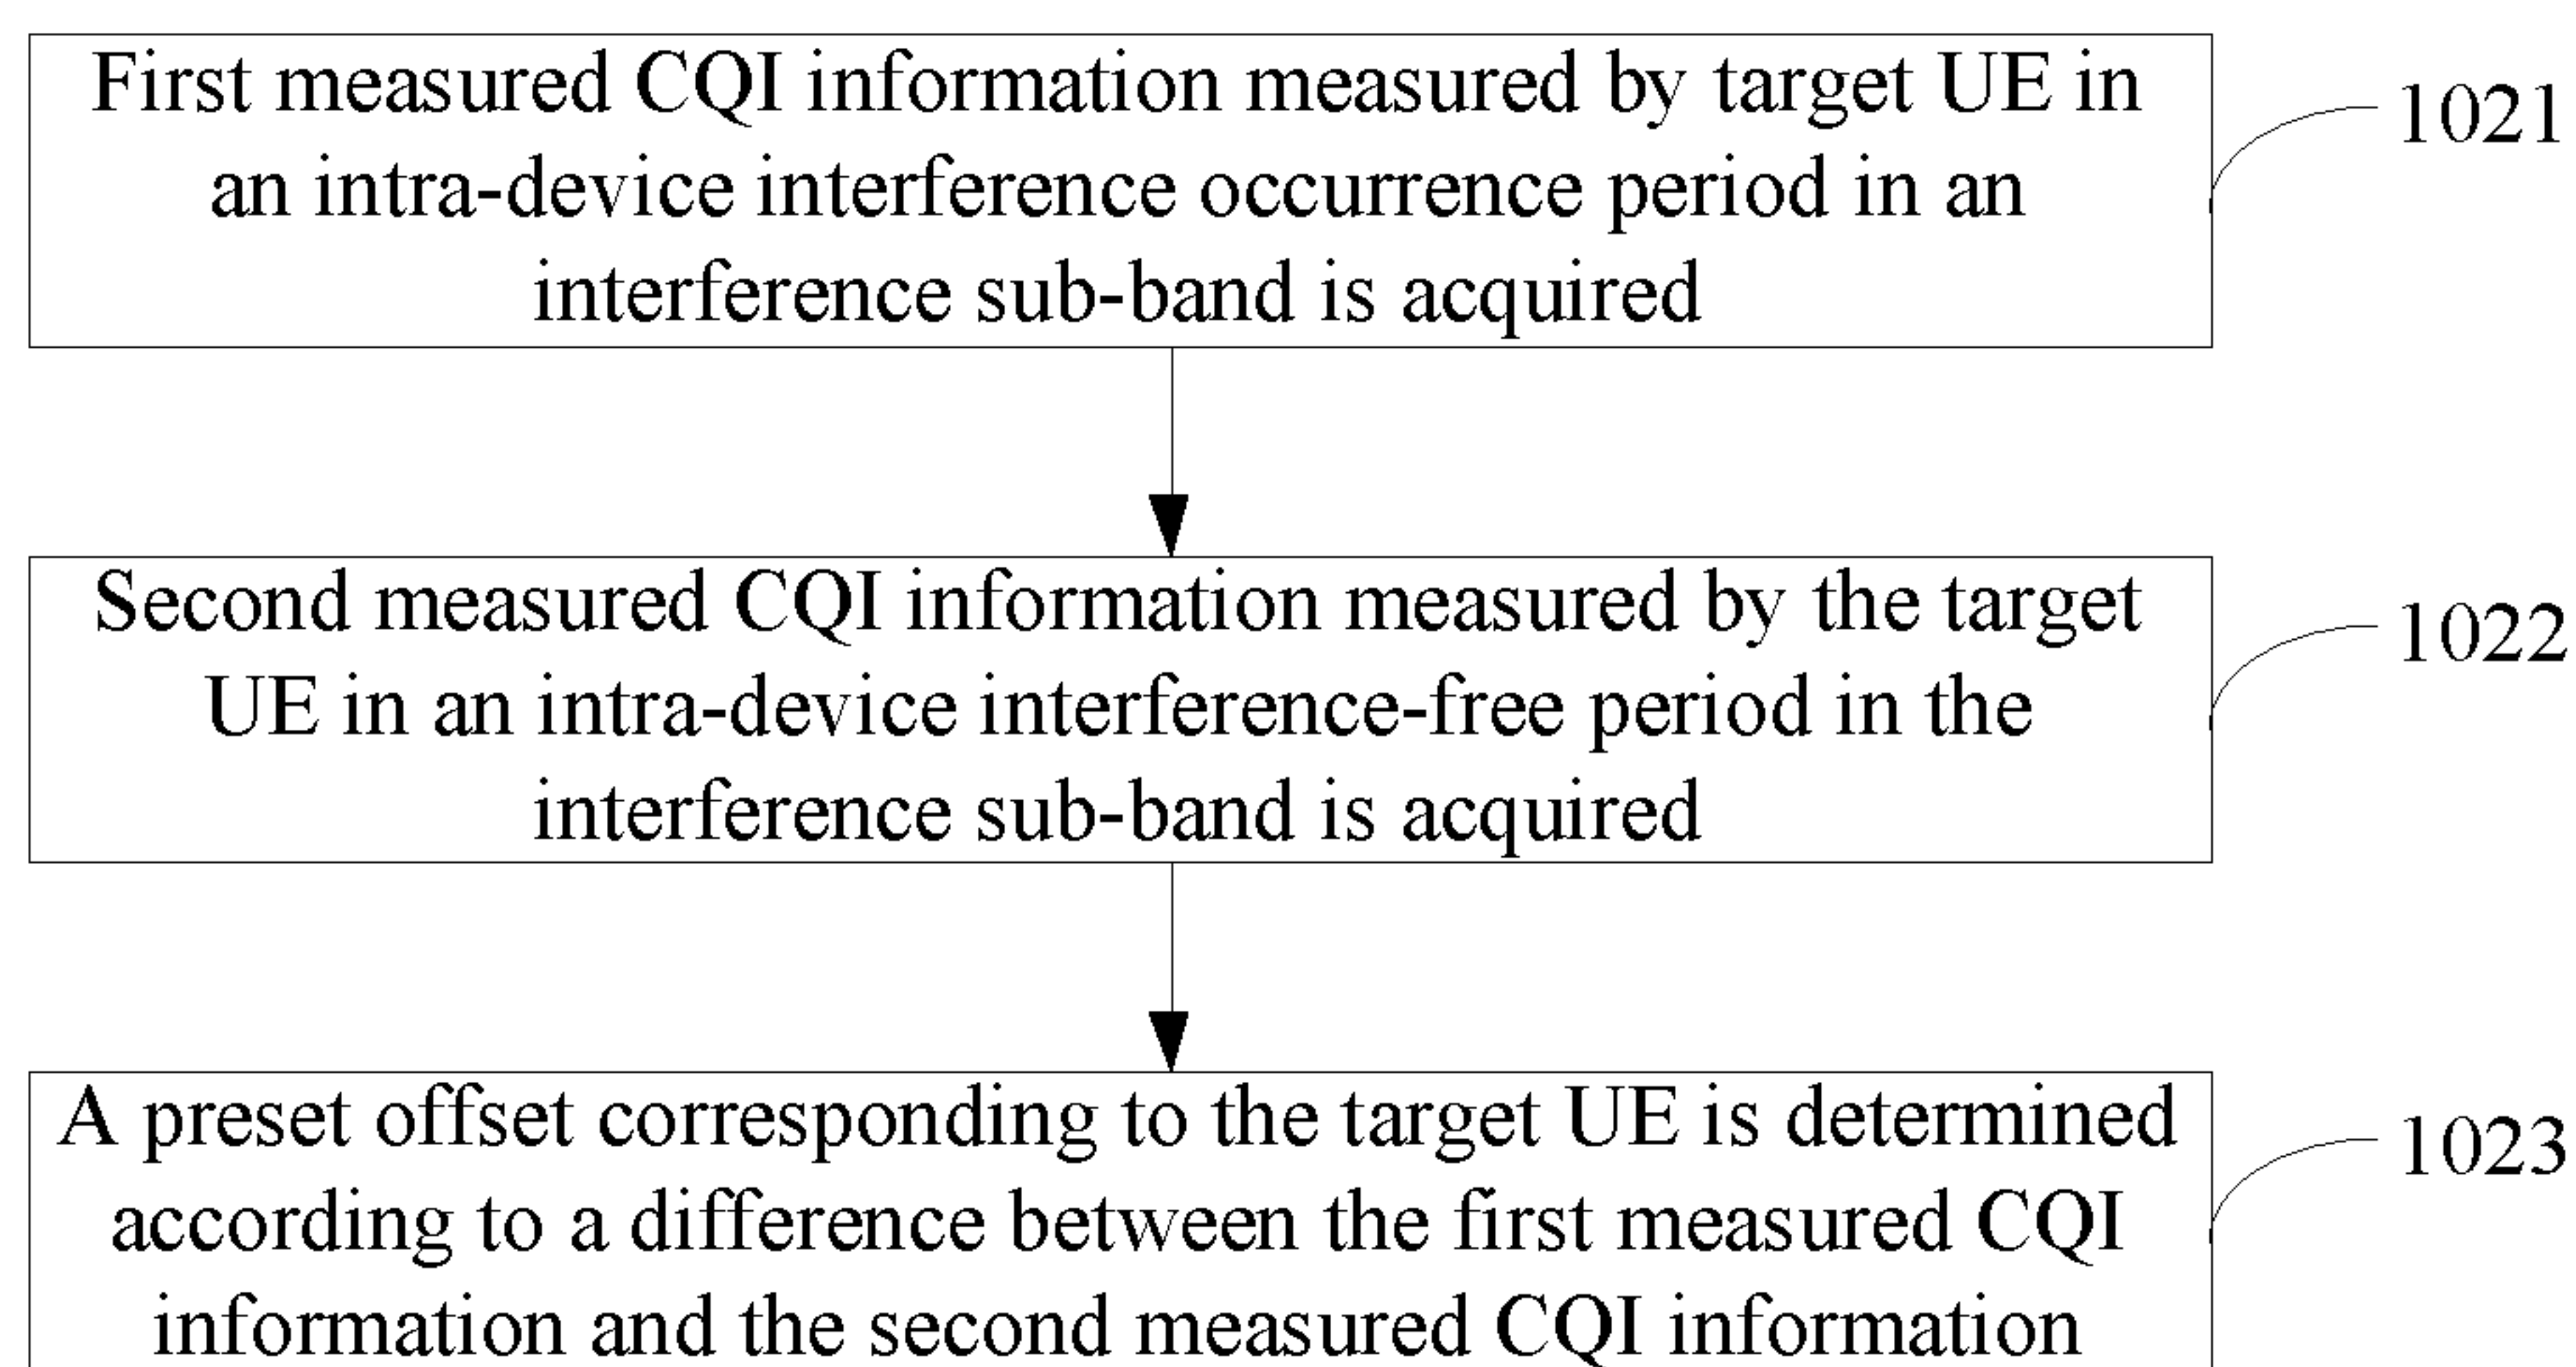 First measured CQI information measured by target UE in
an intra-device interference occurrence period in an
interference sub-band is acquired
1021
Second measured CQI information measured by the target
UE in an intra-device interference-free period in the
interference sub-band is acquired
1022
A preset offset corresponding to the target UE is determined
according to a difference between the first measured CQI
information and the second measured CQI information
1023